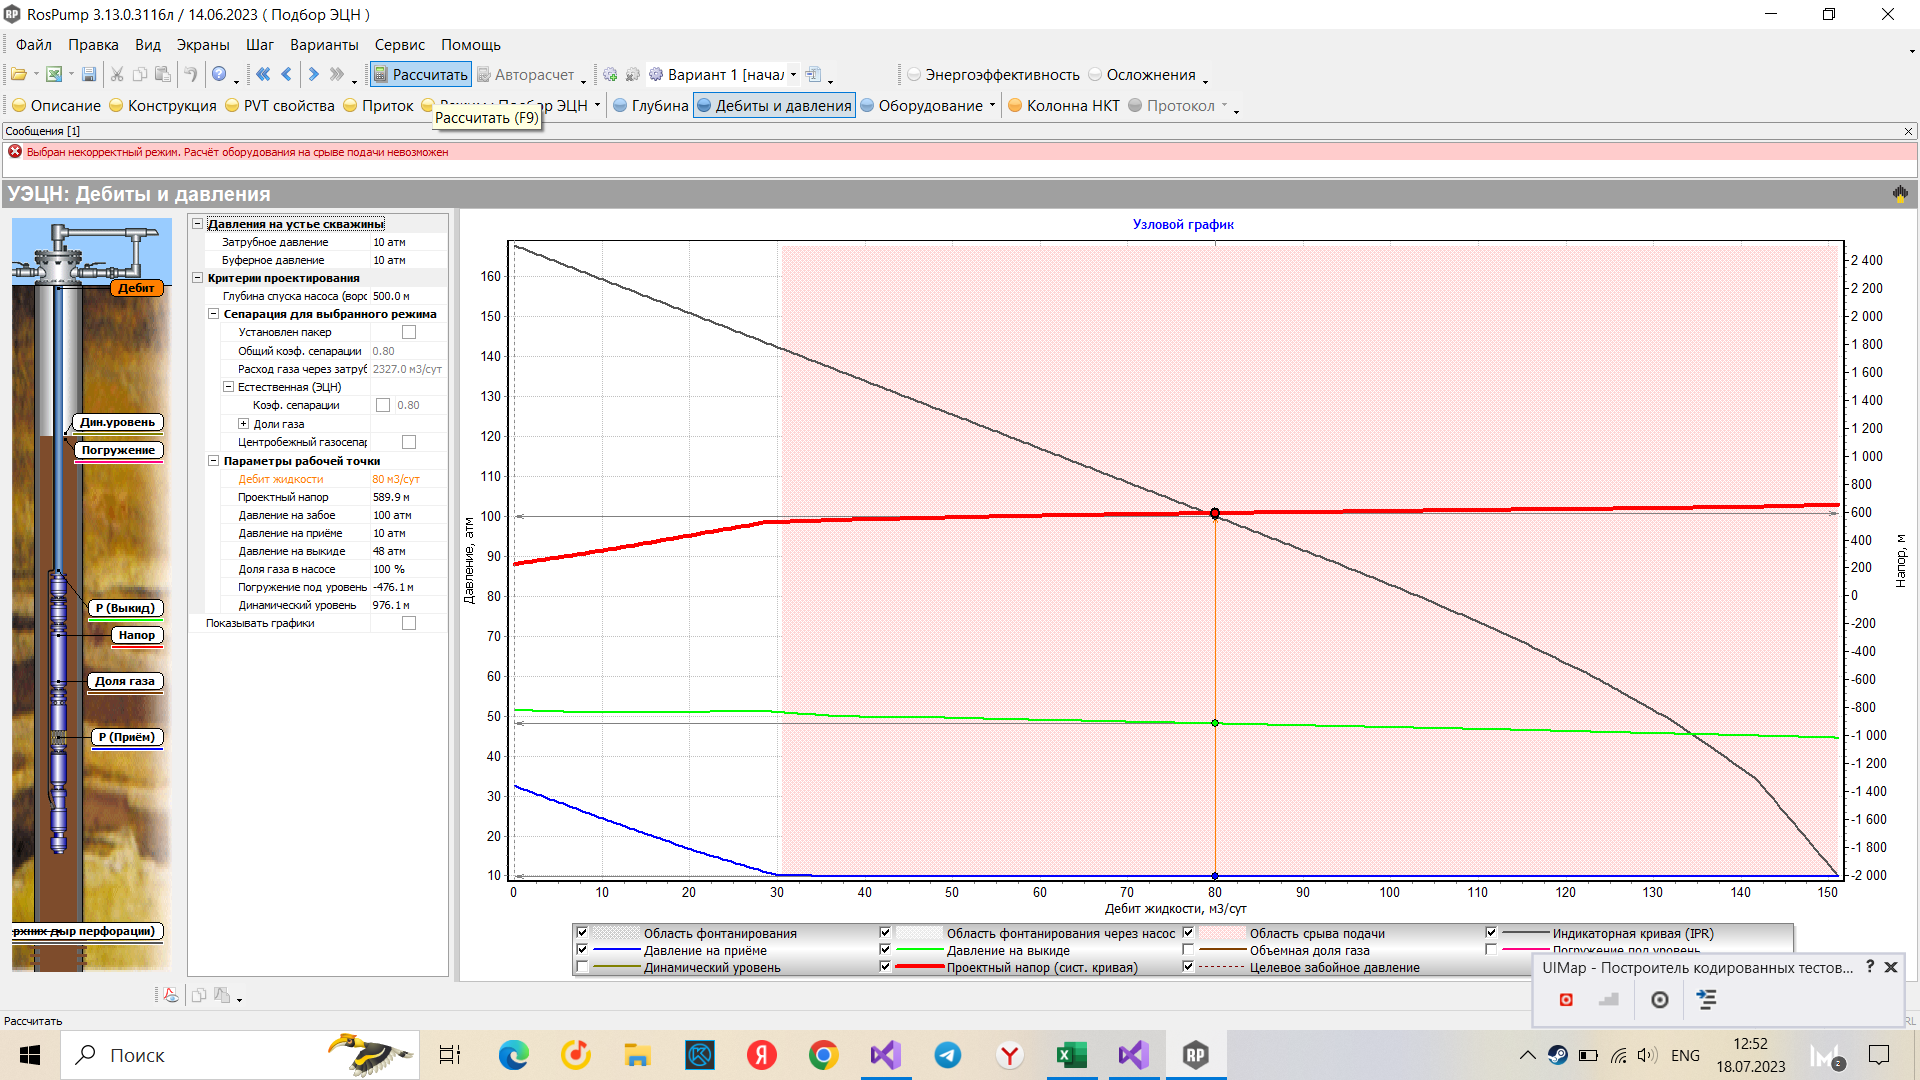 RosPump 3.13.0.3116л / 14.06.2023 ( Подбор ЭЦН )
Файл Правка Вид Экраны Шаг Варианты Сервис Помощь
Рассчитать Авторасчет Вариант 1 [начал Энергоэффективность Осложнения
Описание Конструкция PVT свойства Приток Подбор ЭЦН Глубина Дебиты и давления Оборудование Колонна НКТ Протокол
Рассчитать (F9)
Сообщения [1]
Выбран некорректный режим. Расчёт оборудования на срыве подачи невозможен
УЭЦН: Дебиты и давления
Дебит
Дин.уровень
Погружение
P (Выкид)
Напор
Доля газа
P (Приём)
рхних дыр перфорации)
Давления на устье скважины
Затрубное давление 10 атм
Буферное давление 10 атм
Критерии проектирования
Глубина спуска насоса (ворс 500.0 м
Сепарация для выбранного режима
Установлен пакер
Общий коэф. сепарации 0.80
Расход газа через затруб 2327.0 м3/сут
Естественная (ЭЦН)
Коэф. сепарации 0.80
Доли газа
Центробежный газосепар
Параметры рабочей точки
Дебит жидкости 80 м3/сут
Проектный напор 589.9 м
Давление на забое 100 атм
Давление на приёме 10 атм
Давление на выкиде 48 атм
Доля газа в насосе 100 %
Погружение под уровень -476.1 м
Динамический уровень 976.1 м
Показывать графики
Узловой график
Давление, атм
160
150
140
130
120
110
100
90
80
70
60
50
40
30
20
10
0 10 20 30 40 50 60 70 80 90 100 110 120 130 140 150
Дебит жидкости, м3/сут
2 400
2 200
2 000
1 800
1 600
1 400
1 200
1 000
800
600
400
200
0
-200
-400
-600
-800
-1 000
-1 200
-1 400
-1 600
-1 800
-2 000
Напор, м
Область фонтанирования Область фонтанирования через насос Область срыва подачи Индикаторная кривая (IPR)
Давление на приёме Давление на выкиде Объемная доля газа Погружение под уровень
Динамический уровень Проектный напор (сист. кривая) Целевое забойное давление
UIMap - Построитель кодированных тестов... ?
Рассчитать
RL
Поиск
ENG
12:52
18.07.2023
2